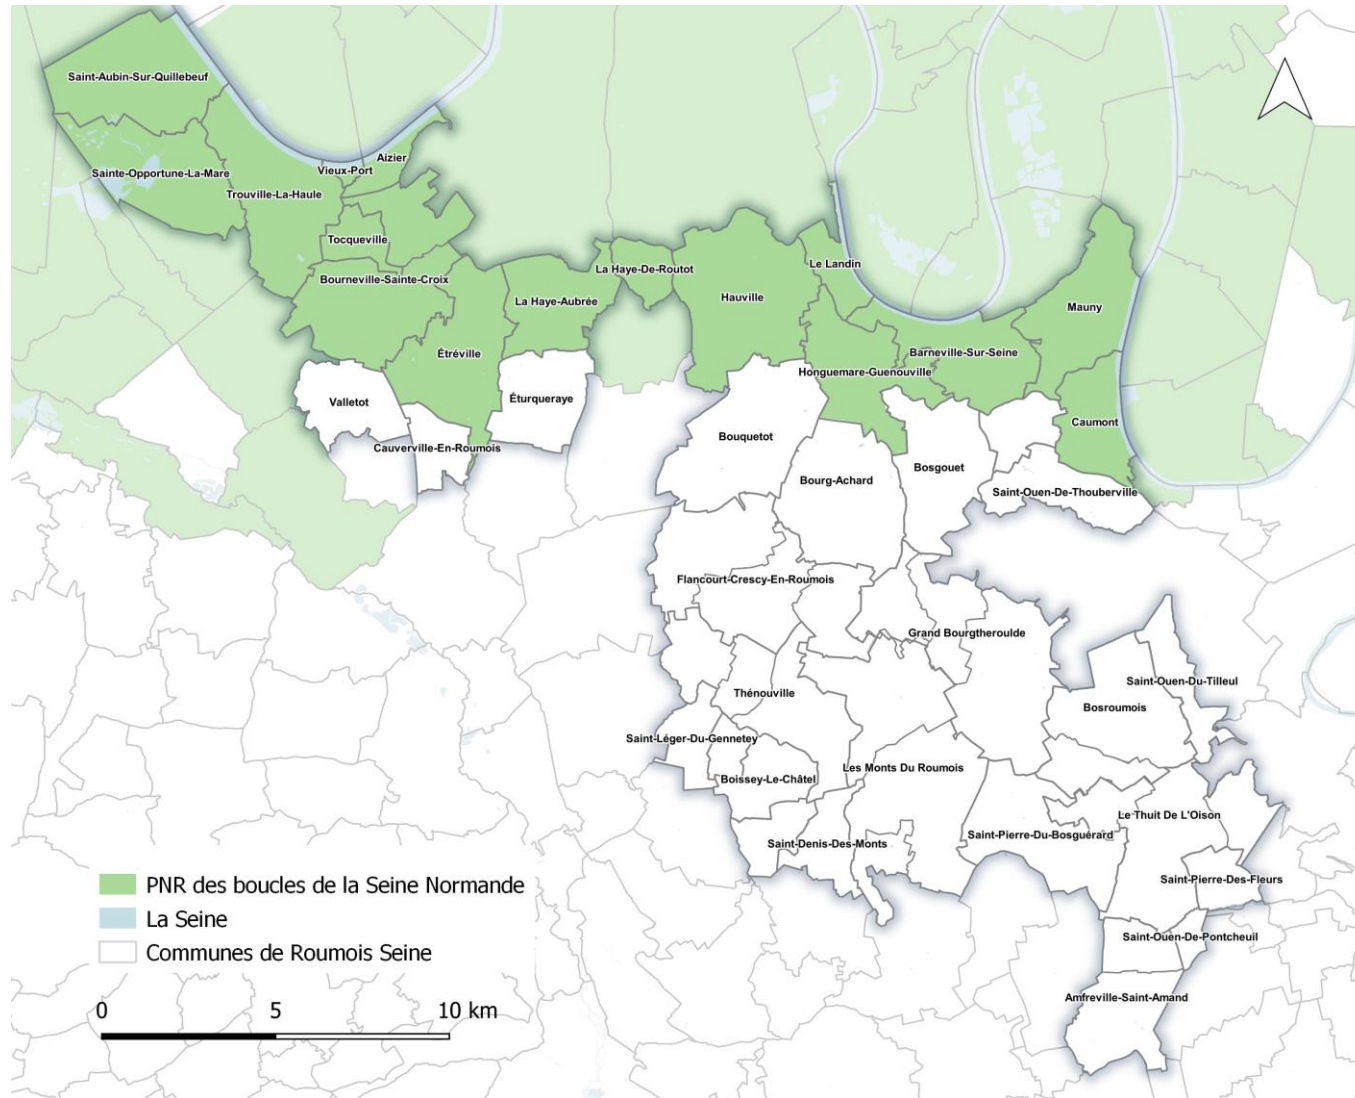 Saint-Aubin-Sur-Quillebeuf
Aizier
Vieux-Port
Sainte-Opportune-La-Mare
Trouville-La-Haule
Tocqueville
Le Landin
La Haye-De-Routot
Bourneville-Sainte-Croix
Hauville
La Haye-Aubrée
Mauny
Étréville
Barneville-Sur-Seine
Honguemare-Guenouville
Éturqueraye
Valletot
Caumont
Bouquetot
Cauverville-En-Roumois
Bosgouet
Bourg-Achard
Saint-Ouen-De-Thouberville
Flancourt-Crescy-En-Roumois
Grand Bourgtheroulde
Saint-Ouen-Du-Tilleul
Thénouville
Bosroumois
Saint-Léger-Du-Gennetey
Les Monts Du Roumois
Boissey-Le-Châtel
Le Thuit De L'Oison
Saint-Pierre-Du-Bosguérard
Saint-Denis-Des-Monts
Saint-Pierre-Des-Fleurs
Saint-Ouen-De-Pontcheuil
Amfreville-Saint-Amand
PNR des boucles de la Seine Normande
La Seine
Communes de Roumois Seine
0 5 10 km